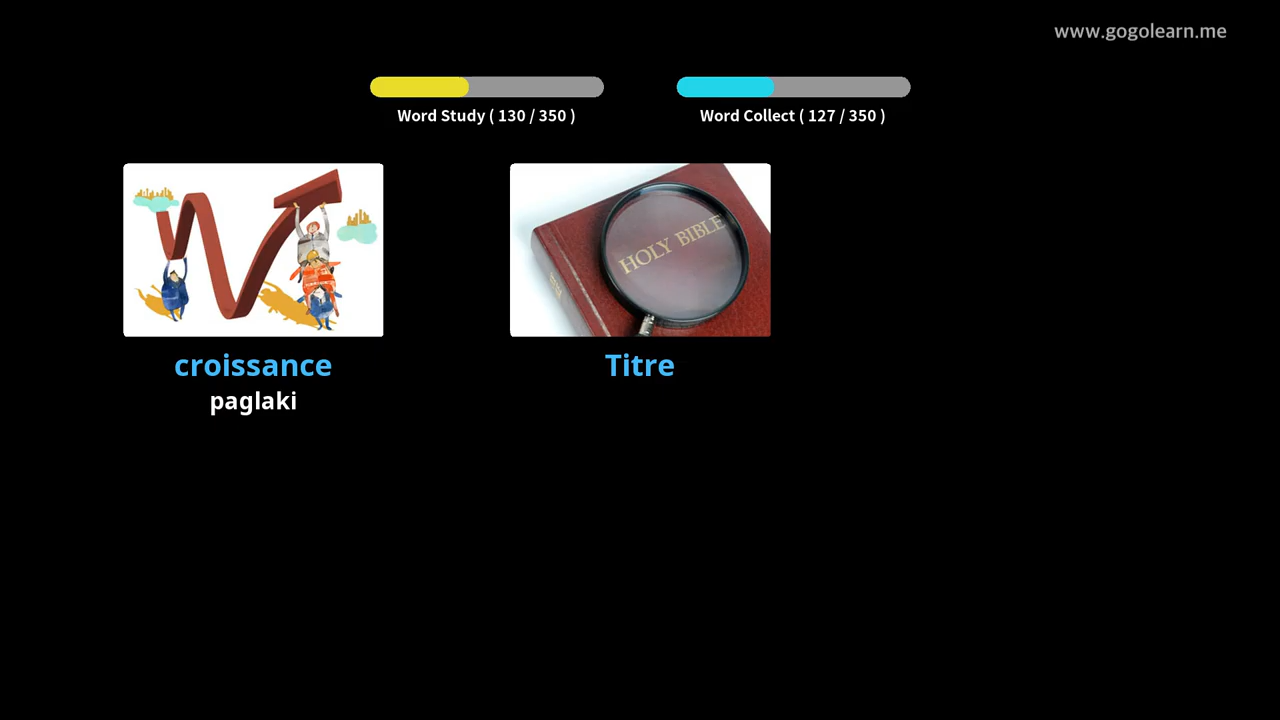 www.gogolearn.me
Word Study ( 130 / 350 )
Word Collect ( 127 / 350 )
HOLY BIBLE
croissance
Titre
paglaki